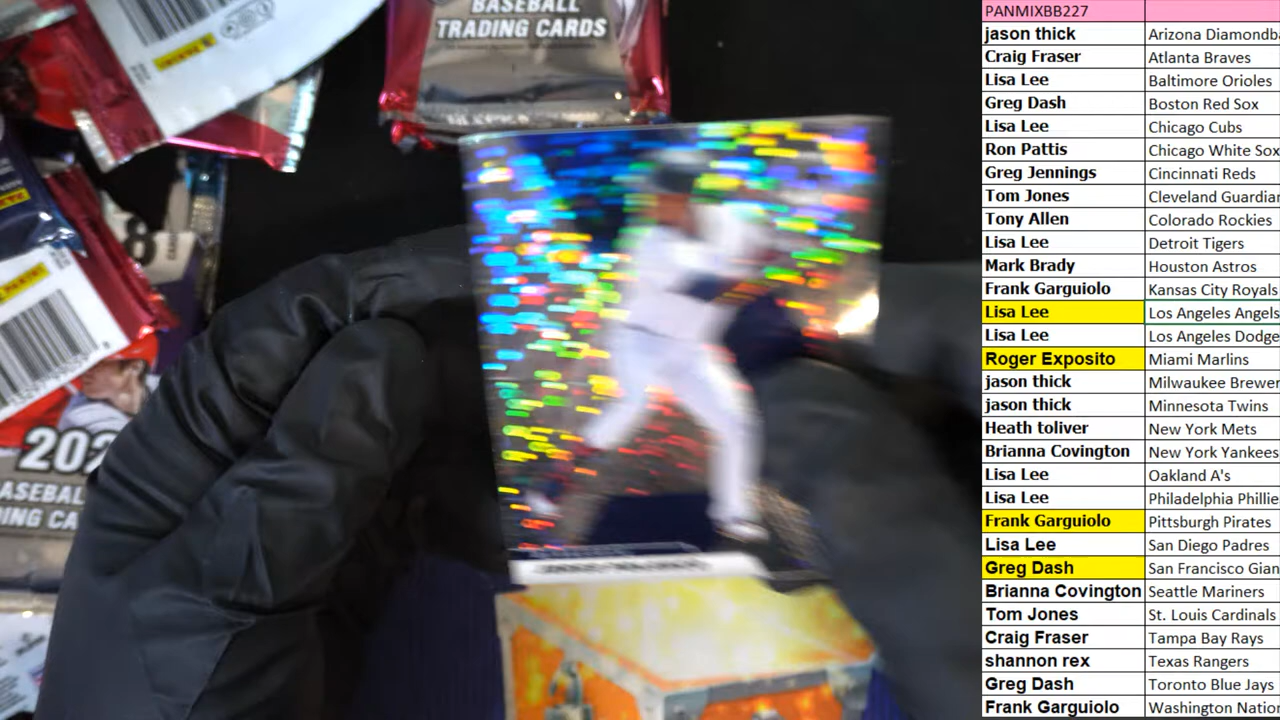 BASEBALL
TRADING CARDS
8
202
ASEBAL
ING CA
PANMIXBB227
jason thick Arizona Diamondba
Craig Fraser Atlanta Braves
Lisa Lee Baltimore Orioles
Greg Dash Boston Red Sox
Lisa Lee Chicago Cubs
Ron Pattis Chicago White Sox
Greg Jennings Cincinnati Reds
Tom Jones Cleveland Guardian
Tony Allen Colorado Rockies
Lisa Lee Detroit Tigers
Mark Brady Houston Astros
Frank Garguiolo Kansas City Royals
Lisa Lee Los Angeles Angels
Lisa Lee Los Angeles Dodge
Roger Exposito Miami Marlins
jason thick Milwaukee Brewer
jason thick Minnesota Twins
Heath toliver New York Mets
Brianna Covington New York Yankees
Lisa Lee Oakland A's
Lisa Lee Philadelphia Phillie
Frank Garguiolo Pittsburgh Pirates
Lisa Lee San Diego Padres
Greg Dash San Francisco Gian
Brianna Covington Seattle Mariners
Tom Jones St. Louis Cardinals
Craig Fraser Tampa Bay Rays
shannon rex Texas Rangers
Greg Dash Toronto Blue Jays
Frank Garguiolo Washington Nation